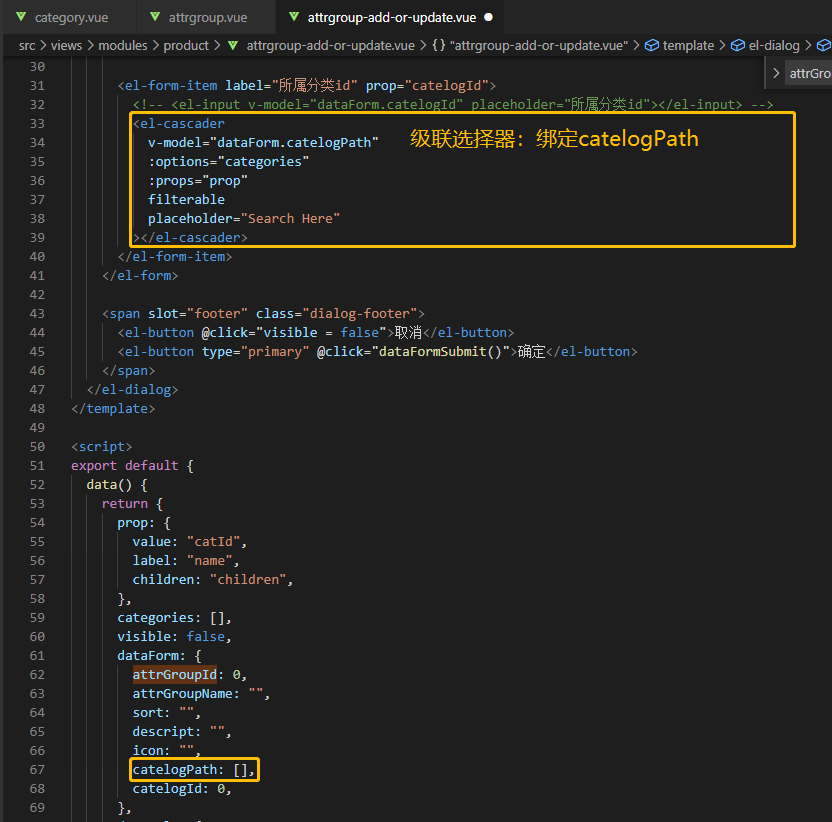 category.vue attrgroup.vue attrgroup-add-or-update.vue
src > views > modules > product > attrgroup-add-or-update.vue > {} "attrgroup-add-or-update.vue" > template > el-dialog >
> attrGro
30
31 <el-form-item label="所属分类id" prop="catelogId">
32 <!-- <el-input v-model="dataForm.catelogId" placeholder="所属分类id"></el-input> -->
33 <el-cascader
34 v-model="dataForm.catelogPath" 级联选择器：绑定catelogPath
35 :options="categories"
36 :props="prop"
37 filterable
38 placeholder="Search Here"
39 ></el-cascader>
40 </el-form-item>
41 </el-form>
42
43 <span slot="footer" class="dialog-footer">
44 <el-button @click="visible = false">取消</el-button>
45 <el-button type="primary" @click="dataFormSubmit()">确定</el-button>
46 </span>
47 </el-dialog>
48 </template>
49
50 <script>
51 export default {
52 data() {
53 return {
54 prop: {
55 value: "catId",
56 label: "name",
57 children: "children",
58 },
59 categories: [],
60 visible: false,
61 dataForm: {
62 attrGroupId: 0,
63 attrGroupName: "",
64 sort: "",
65 descript: "",
66 icon: "",
67 catelogPath: [],
68 catelogId: 0,
69 },